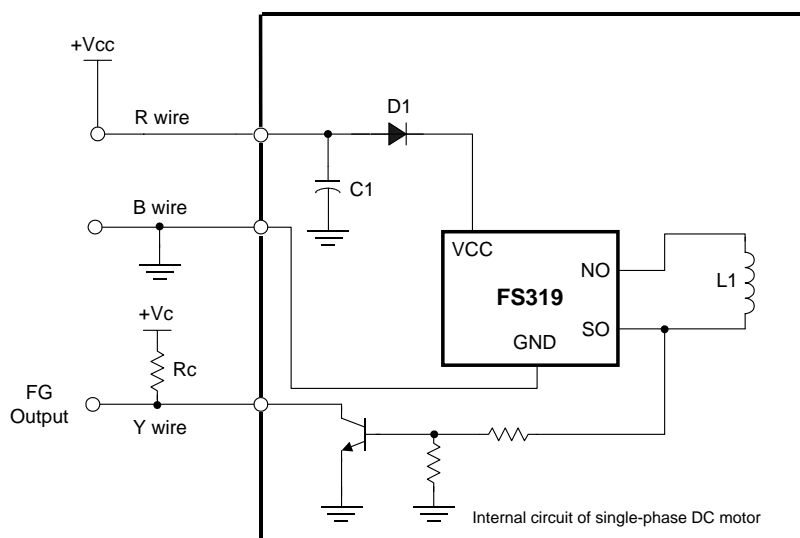 +Vcc
R wire
D1
C1
B wire
VCC
NO
FS319
L1
SO
GND
+Vc
Rc
FG
Output
Y wire
Internal circuit of single-phase DC motor